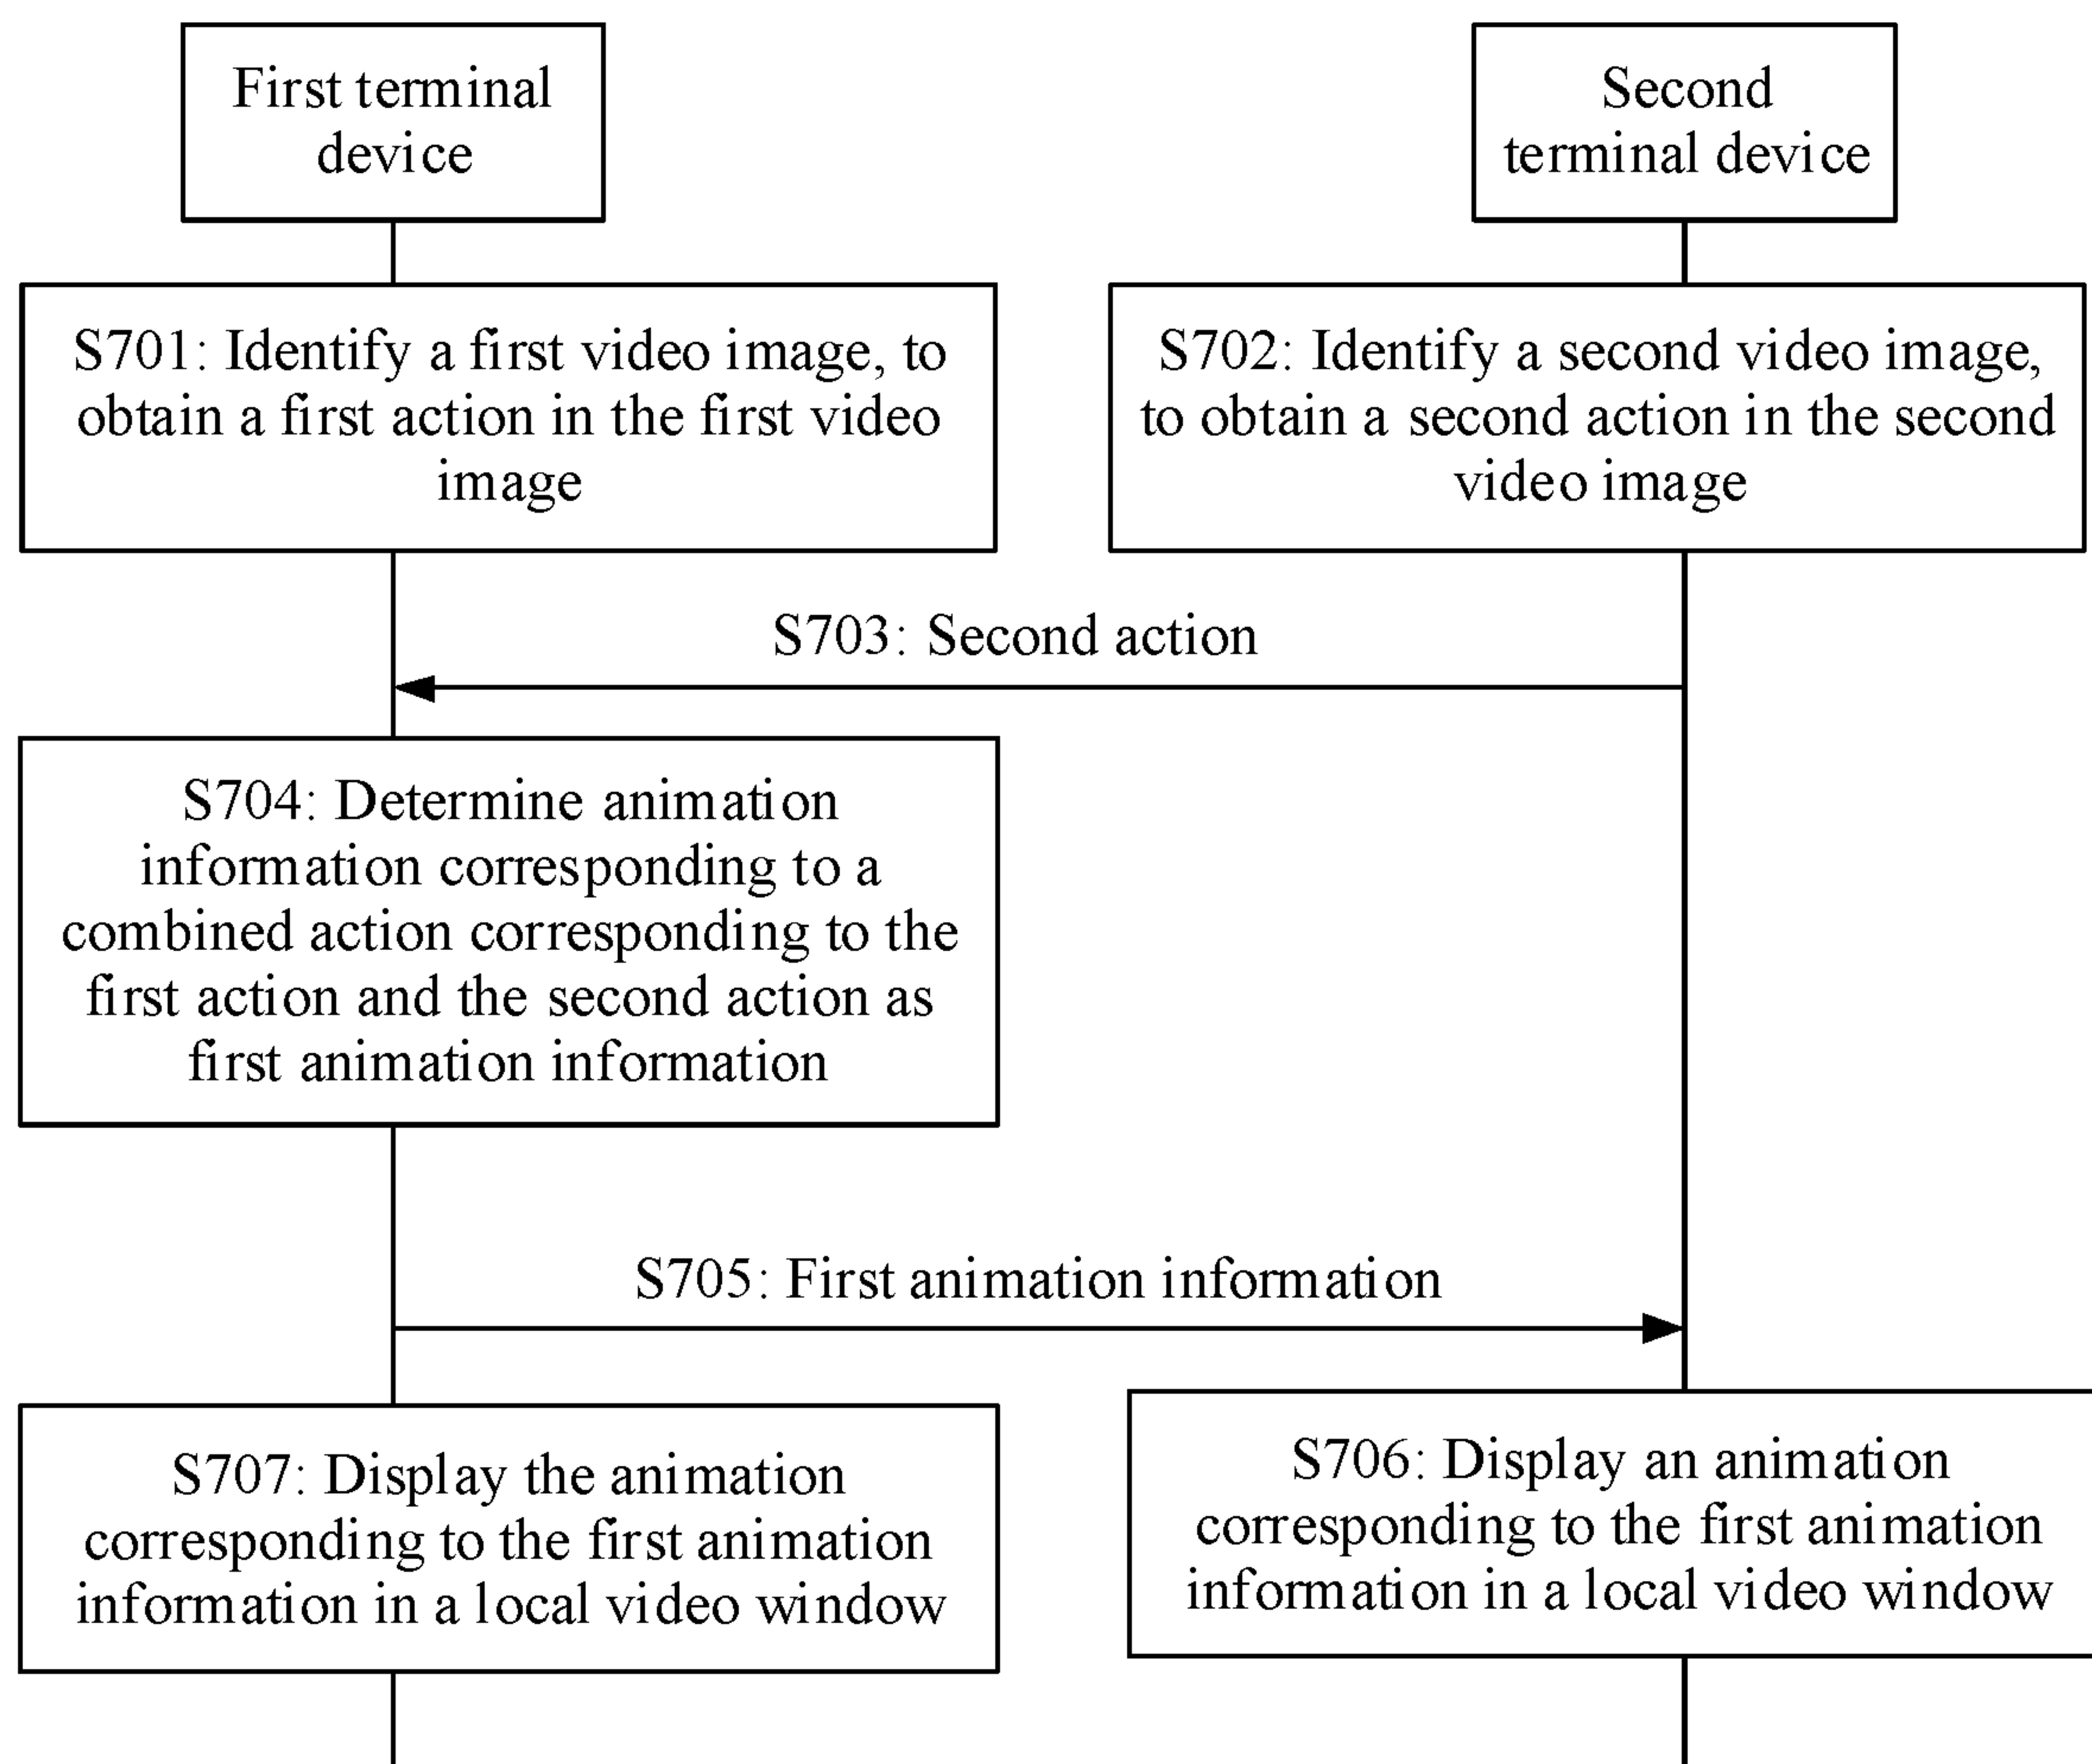 First terminal
device
Second
terminal device
S701: Identify a first video image, to
obtain a first action in the first video
image
S702: Identify a second video image,
to obtain a second action in the second
video image
S703: Second action
S704: Determine animation
information corresponding to a
combined action corresponding to the
first action and the second action as
first animation information
S705: First animation information
S707: Display the animation
corresponding to the first animation
information in a local video window
S706: Display an animation
corresponding to the first animation
information in a local video window